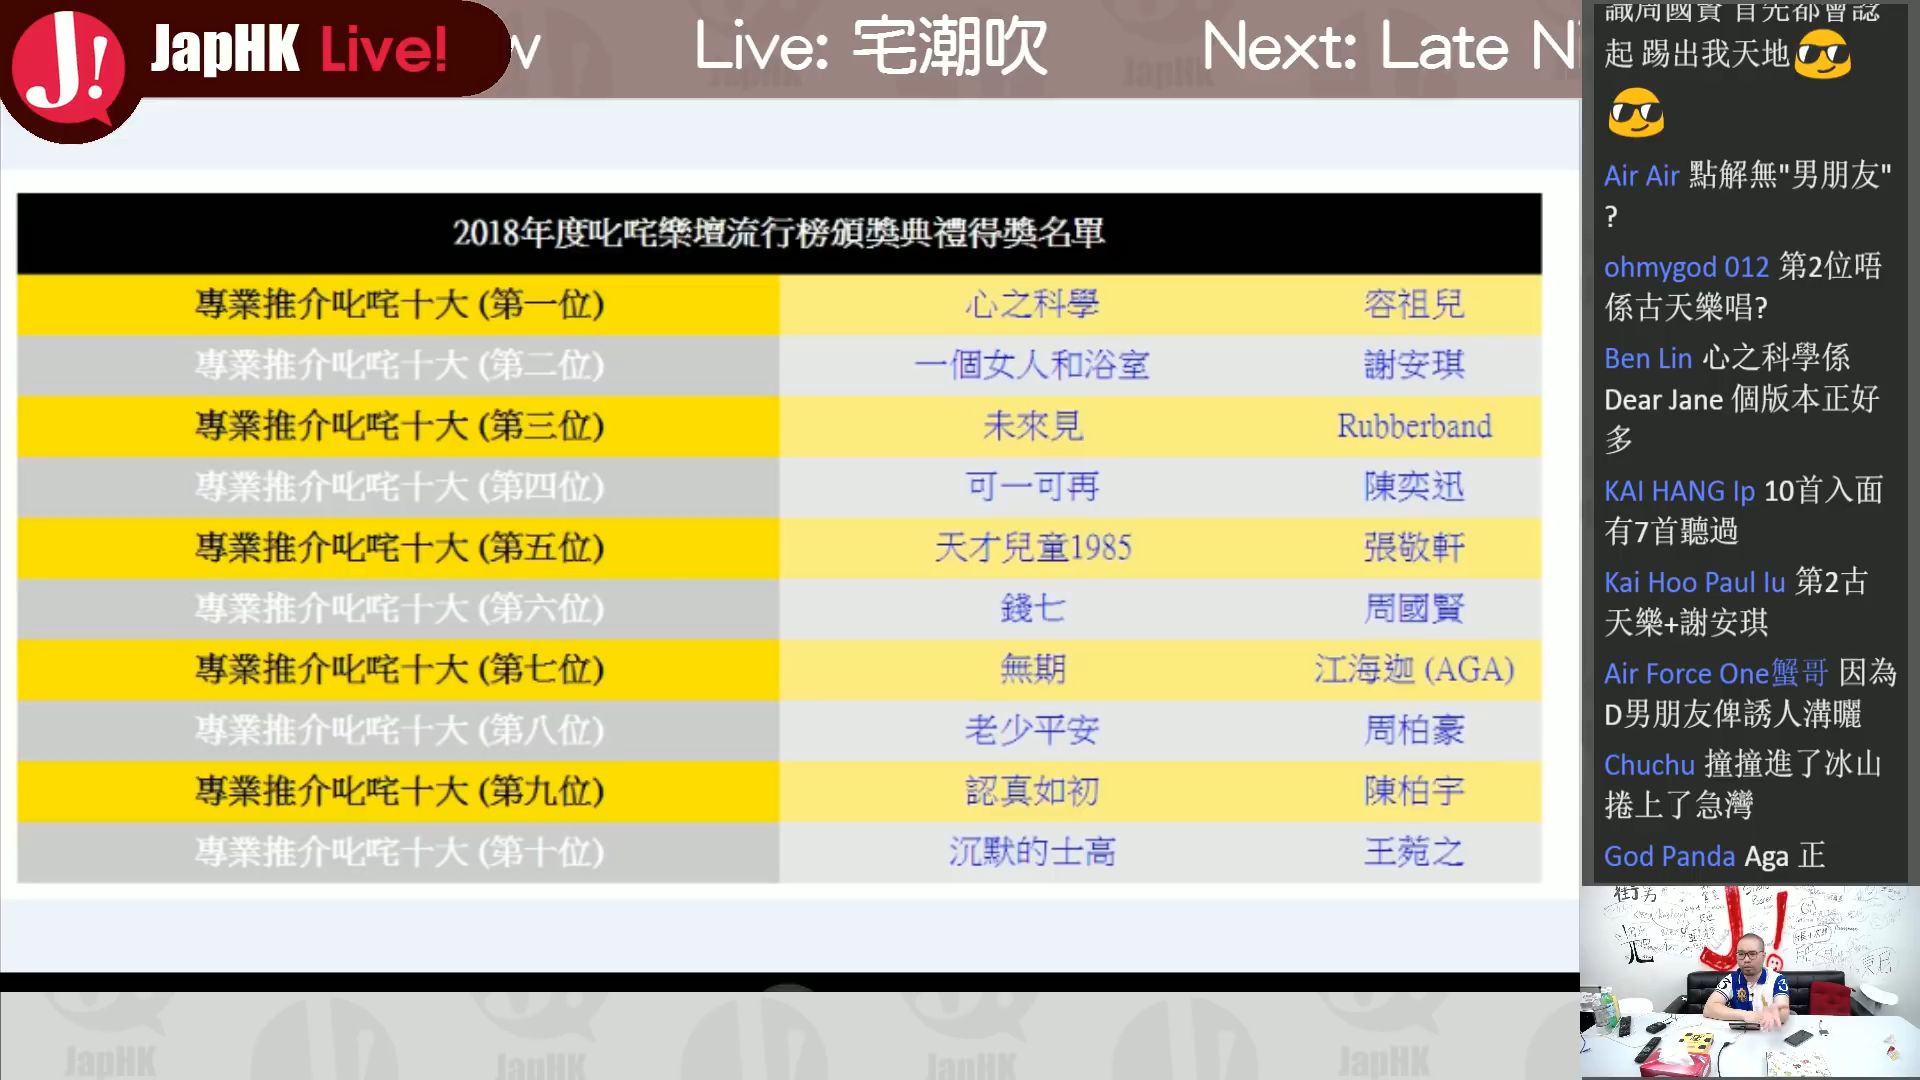 JapHK Live!
w Live: 宅潮吹 Next: Late N
2018年度叱咤樂壇流行榜頒獎典禮得獎名單
專業推介叱咤十大 (第一位) 心之科學 容祖兒
專業推介叱咤十大 (第二位) 一個女人和浴室 謝安琪
專業推介叱咤十大 (第三位) 未來見 Rubberband
專業推介叱咤十大 (第四位) 可一可再 陳奕迅
專業推介叱咤十大 (第五位) 天才兒童1985 張敬軒
專業推介叱咤十大 (第六位) 錢七 周國賢
專業推介叱咤十大 (第七位) 無期 江海迦 (AGA)
專業推介叱咤十大 (第八位) 老少平安 周柏豪
專業推介叱咤十大 (第九位) 認真如初 陳柏宇
專業推介叱咤十大 (第十位) 沉默的士高 王菀之
識周國賢 首先都會諗
起 踢出我天地
Air Air 點解無"男朋友"
?
ohmygod 012 第2位唔
係古天樂唱?
Ben Lin 心之科學係
Dear Jane 個版本正好
多
KAI HANG Ip 10首入面
有7首聽過
Kai Hoo Paul Iu 第2古
天樂+謝安琪
Air Force One蟹哥 因為
D男朋友俾誘人溝曬
Chuchu 撞撞進了冰山
捲上了急灣
God Panda Aga 正
JapHK JapHK JapHK JapHK